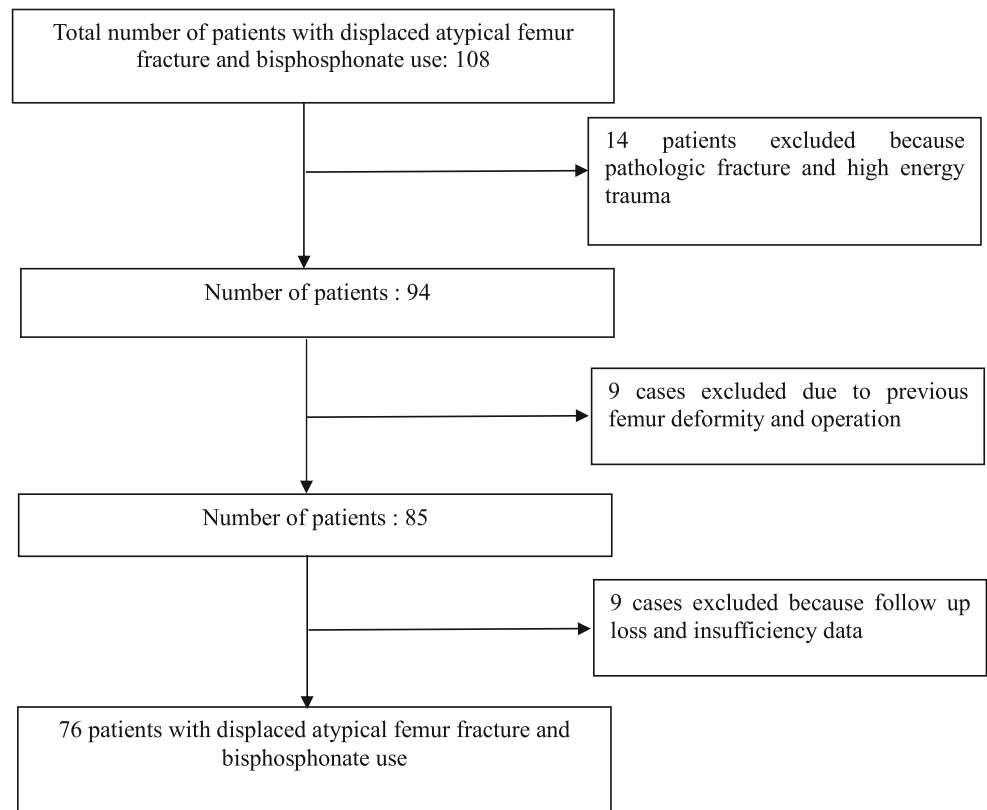 Total number of patients with displaced atypical femur
fracture and bisphosphonate use: 108
14 patients excluded because
pathologic fracture and high energy
trauma
Number of patients : 94
9 cases excluded due to previous
femur deformity and operation
Number of patients : 85
9 cases excluded because follow up
loss and insufficiency data
76 patients with displaced atypical femur fracture and
bisphosphonate use